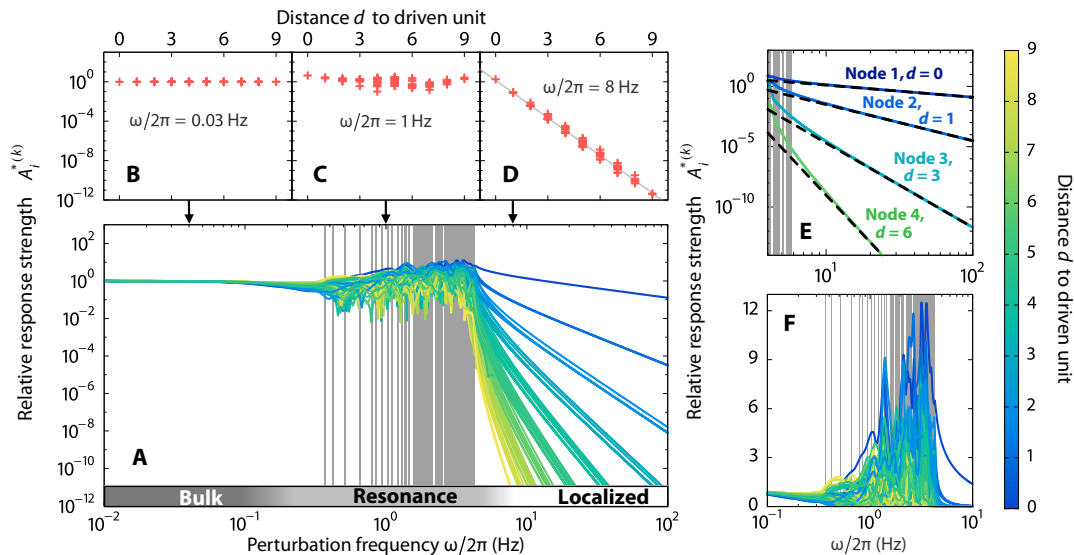 Distance d to driven unit
0 3 6 9 0 3 6 9 0 3 6 9
10^0
10^-4
10^-8
10^-12
Relative response strength A_i^*(k)
ω/2π = 0.03 Hz
B
ω/2π = 1 Hz
C
ω/2π = 8 Hz
D
10^2
10^0
10^-2
10^-4
10^-6
10^-8
10^-10
10^-12
Relative response strength
A
Bulk Resonance Localized
10^-2 10^-1 10^0 10^1 10^2
Perturbation frequency ω/2π (Hz)
10^0
10^-5
10^-10
Relative response strength A_i^*(k)
Node 1, d = 0
Node 2,
d = 1
Node 3,
d = 3
Node 4,
d = 6
E
10^1 10^2
12
9
6
3
0
F
10^-1 10^0 10^1
ω/2π (Hz)
9
8
7
6
5
4
3
2
1
0
Distance d to driven unit